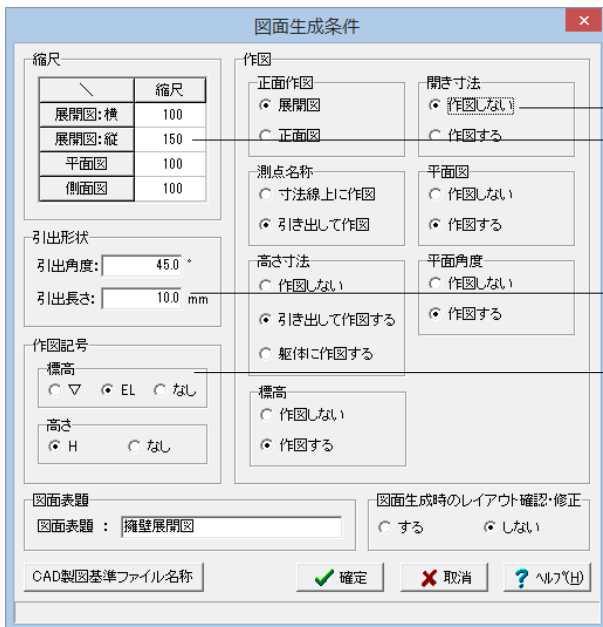 図面生成条件
縮尺
縮尺
展開図:横 100
展開図:縦 150
平面図 100
側面図 100
引出形状
引出角度: 45.0 °
引出長さ: 10.0 mm
作図記号
標高
▽ EL なし
高さ
H なし
作図
正面作図
展開図
正面図
開き寸法
作図しない
作図する
測点名称
寸法線上に作図
引き出して作図
平面図
作図しない
作図する
高さ寸法
作図しない
引き出して作図する
躯体に作図する
平面角度
作図しない
作図する
標高
作図しない
作図する
図面表題
図面表題 : 擁壁展開図
図面生成時のレイアウト確認・修正
する しない
CAD製図基準ファイル名称
確定
取消
? ヘルプ(H)